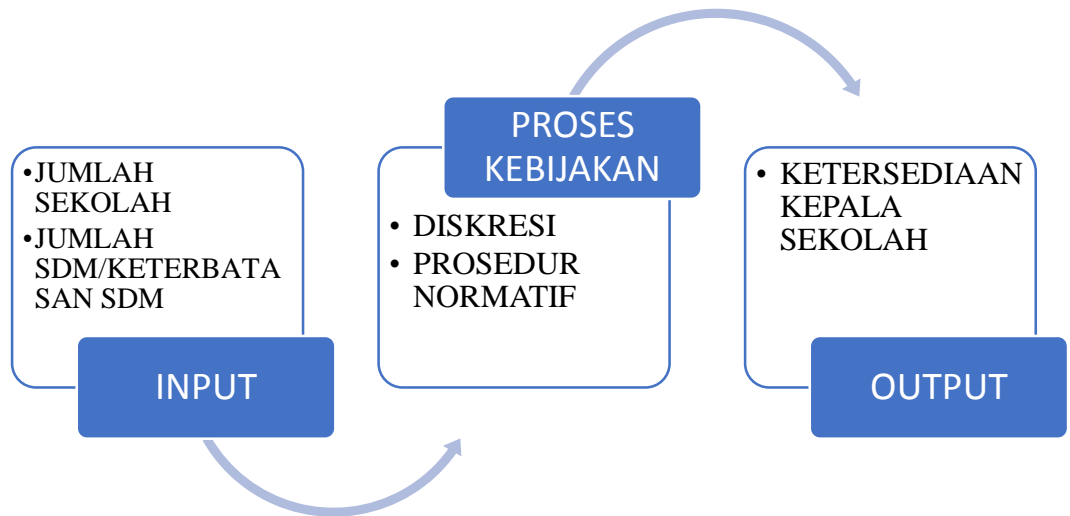 •JUMLAH
SEKOLAH
•JUMLAH
SDM/KETERBATA
SAN SDM
INPUT
PROSES
KEBIJAKAN
• DISKRESI
• PROSEDUR
NORMATIF
• KETERSEDIAAN
KEPALA
SEKOLAH
OUTPUT